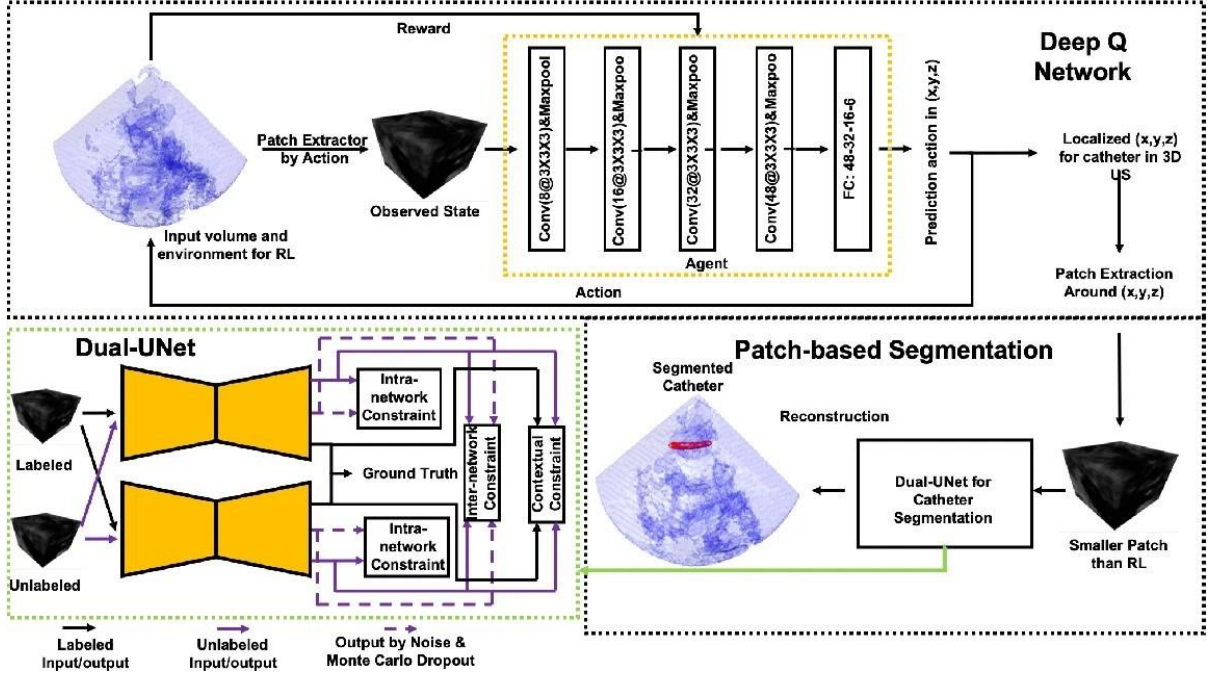 Reward
Deep Q
Network
Patch Extractor
by Action
Observed State
Input volume and
environment for RL
Conv(8@3X3X3)&Maxpool
Conv(16@3X3X3)&Maxpoo
Conv(32@3X3X3)&Maxpoo
Conv(48@3X3X3)&Maxpoo
FC: 48-32-16-6
Agent
Prediction action in (x,y,z)
Localized (x,y,z)
for catheter in 3D
US
Action
Patch Extraction
Around (x,y,z)
Dual-UNet
Labeled
Unlabeled
Intra-
network
Constraint
Ground Truth
Intra-
network
Constraint
Inter-network
Constraint
Contextual
Constraint
Patch-based Segmentation
Segmented
Catheter
Reconstruction
Dual-UNet for
Catheter
Segmentation
Smaller Patch
than RL
Labeled
Input/output
Unlabeled
Input/output
Output by Noise &
Monte Carlo Dropout